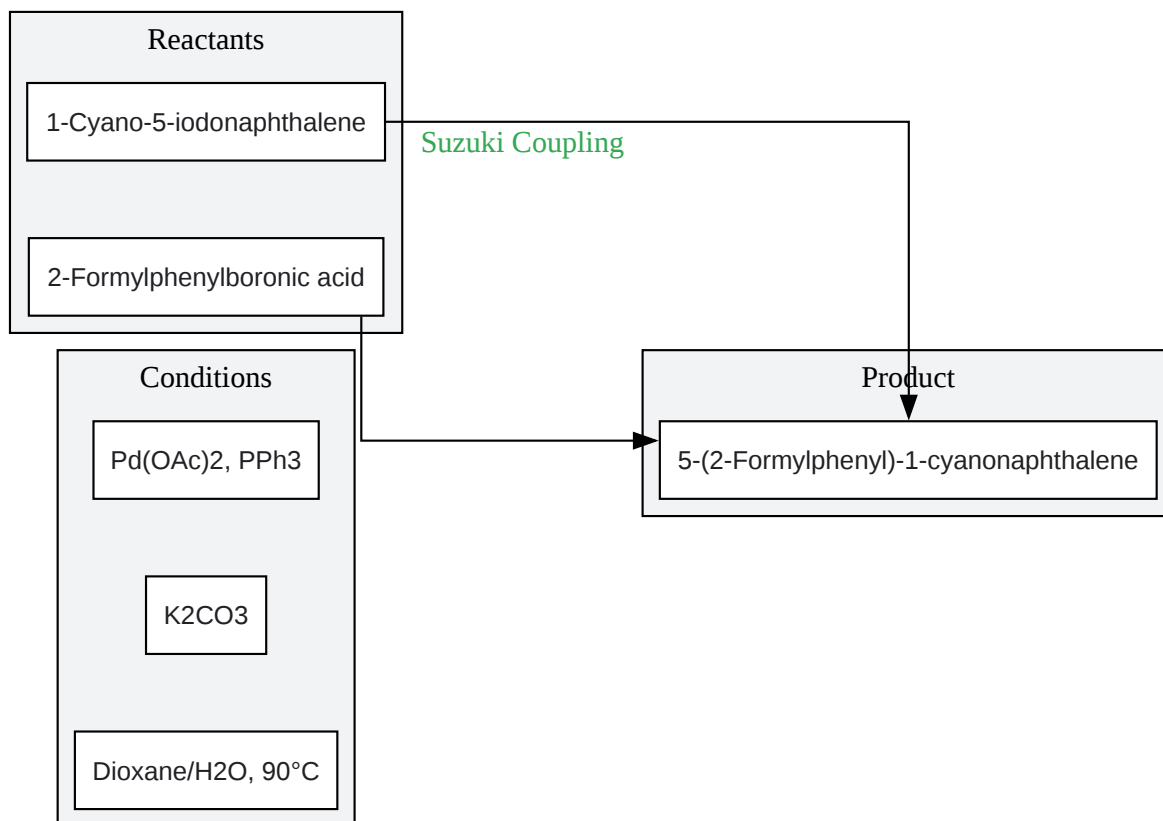 Reactants
1-Cyano-5-iodonaphthalene
Suzuki Coupling
2-Formylphenylboronic acid
Conditions
Pd(OAc)2, PPh3
K2CO3
Dioxane/H2O, 90°C
Product
5-(2-Formylphenyl)-1-cyanonaphthalene